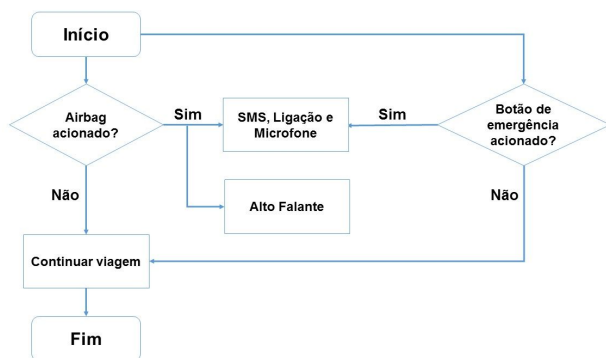 Início
Airbag
acionado?
Sim
SMS, Ligação e
Microfone
Sim
Botão de
emergência
acionado?
Não
Alto Falante
Não
Continuar viagem
Fim